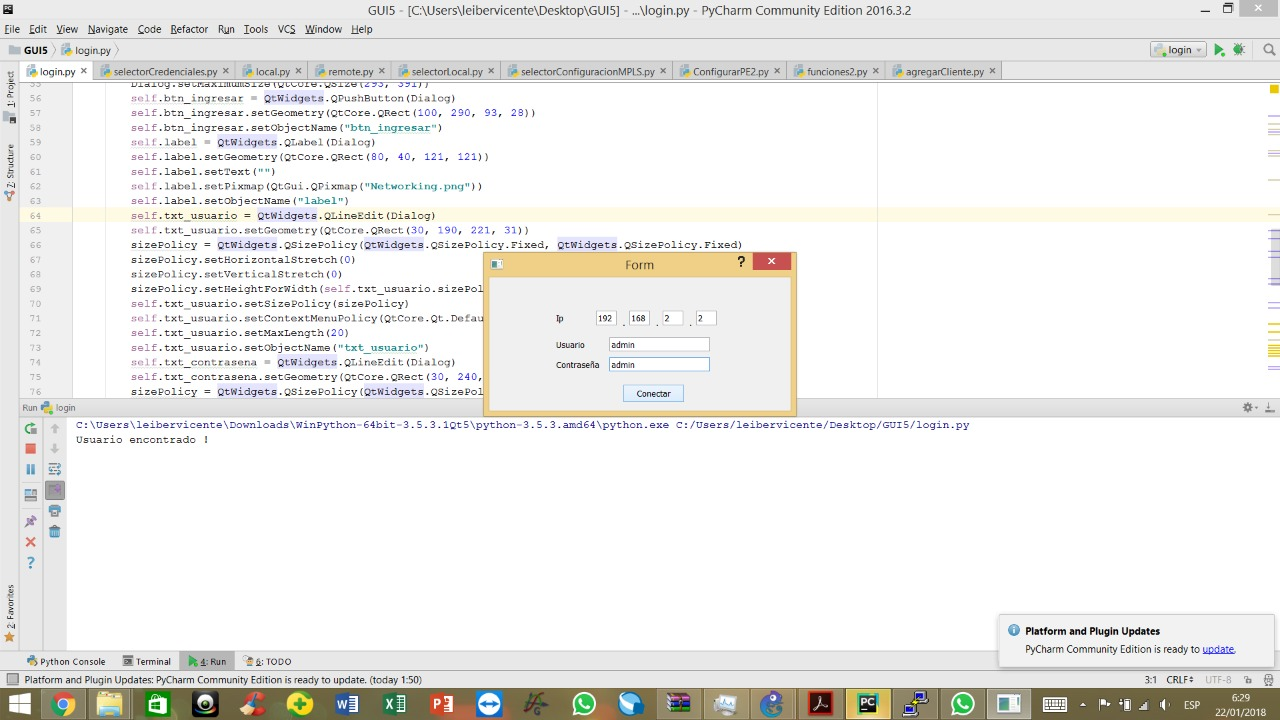 GUI5 - [C:\Users\leibervicente\Desktop\GUI5] - ...\login.py - PyCharm Community Edition 2016.3.2
File Edit View Navigate Code Refactor Run Tools VCS Window Help
GUI5 login.py login
login.py selectorCredenciales.py local.py remote.py selectorLocal.py selectorConfiguracionMPLS.py ConfigurarPE2.py funciones2.py agregarCliente.py
1: Project
Z: Structure
2: Favorites
55 Dialog.setMaximumSize(QtCore.QSize(293, 391))
56 self.btn_ingresar = QtWidgets.QPushButton(Dialog)
57 self.btn_ingresar.setGeometry(QtCore.QRect(100, 290, 93, 28))
58 self.btn_ingresar.setObjectName("btn_ingresar")
59 self.label = QtWidgets.QLabel(Dialog)
60 self.label.setGeometry(QtCore.QRect(80, 40, 121, 121))
61 self.label.setText("")
62 self.label.setPixmap(QtGui.QPixmap("Networking.png"))
63 self.label.setObjectName("label")
64 self.txt_usuario = QtWidgets.QLineEdit(Dialog)
65 self.txt_usuario.setGeometry(QtCore.QRect(30, 190, 221, 31))
66 sizePolicy = QtWidgets.QSizePolicy(QtWidgets.QSizePolicy.Fixed, QtWidgets.QSizePolicy.Fixed)
67 sizePolicy.setHorizontalStretch(0)
68 sizePolicy.setVerticalStretch(0)
69 sizePolicy.setHeightForWidth(self.txt_usuario.sizePol
70 self.txt_usuario.setSizePolicy(sizePolicy)
71 self.txt_usuario.setContextMenuPolicy(QtCore.Qt.Defau
72 self.txt_usuario.setMaxLength(20)
73 self.txt_usuario.setObjectName("txt_usuario")
74 self.txt_contrasena = QtWidgets.QLineEdit(Dialog)
75 self.txt_contrasena.setGeometry(QtCore.QRect(30, 240,
76 sizePolicy = QtWidgets.QSizePolicy(QtWidgets.QSizePol
Form ?
Ip 192 . 168 . 2 . 2
Usuario admin
Contraseña admin
Conectar
Run login
C:\Users\leibervicente\Downloads\WinPython-64bit-3.5.3.1Qt5\python-3.5.3.amd64\python.exe C:/Users/leibervicente/Desktop/GUI5/login.py
Usuario encontrado !
Platform and Plugin Updates
PyCharm Community Edition is ready to update.
Python Console Terminal 4: Run 6: TODO
Platform and Plugin Updates: PyCharm Community Edition is ready to update. (today 1:50) 3:1 CRLF UTF-8
ESP
6:29
22/01/2018